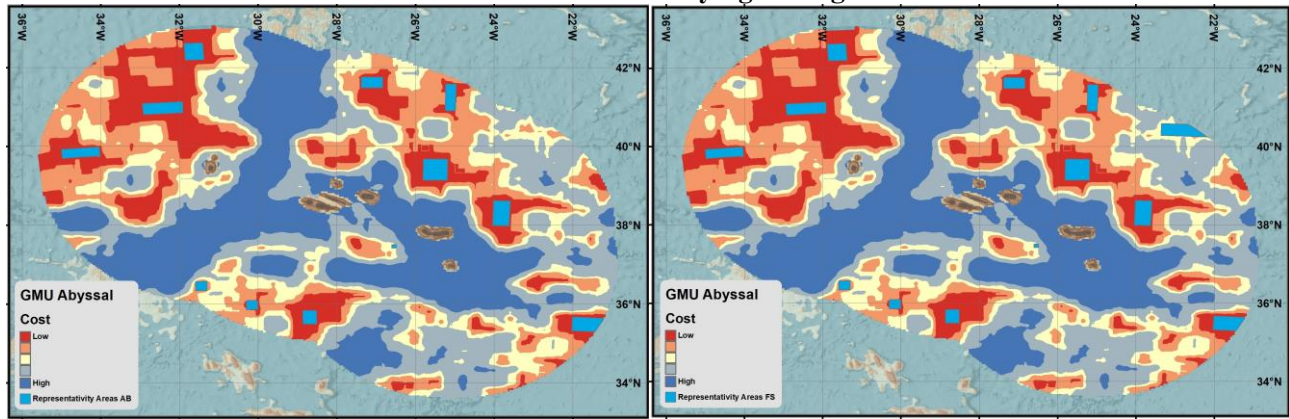 36°W 34°W 32°W 30°W 28°W 26°W 24°W 22°W
42°N
40°N
38°N
36°N
34°N
GMU Abyssal
Cost
Low
High
Representativity Areas AB
36°W 34°W 32°W 30°W 28°W 26°W 24°W 22°W
42°N
40°N
38°N
36°N
34°N
GMU Abyssal
Cost
Low
High
Representativity Areas FS